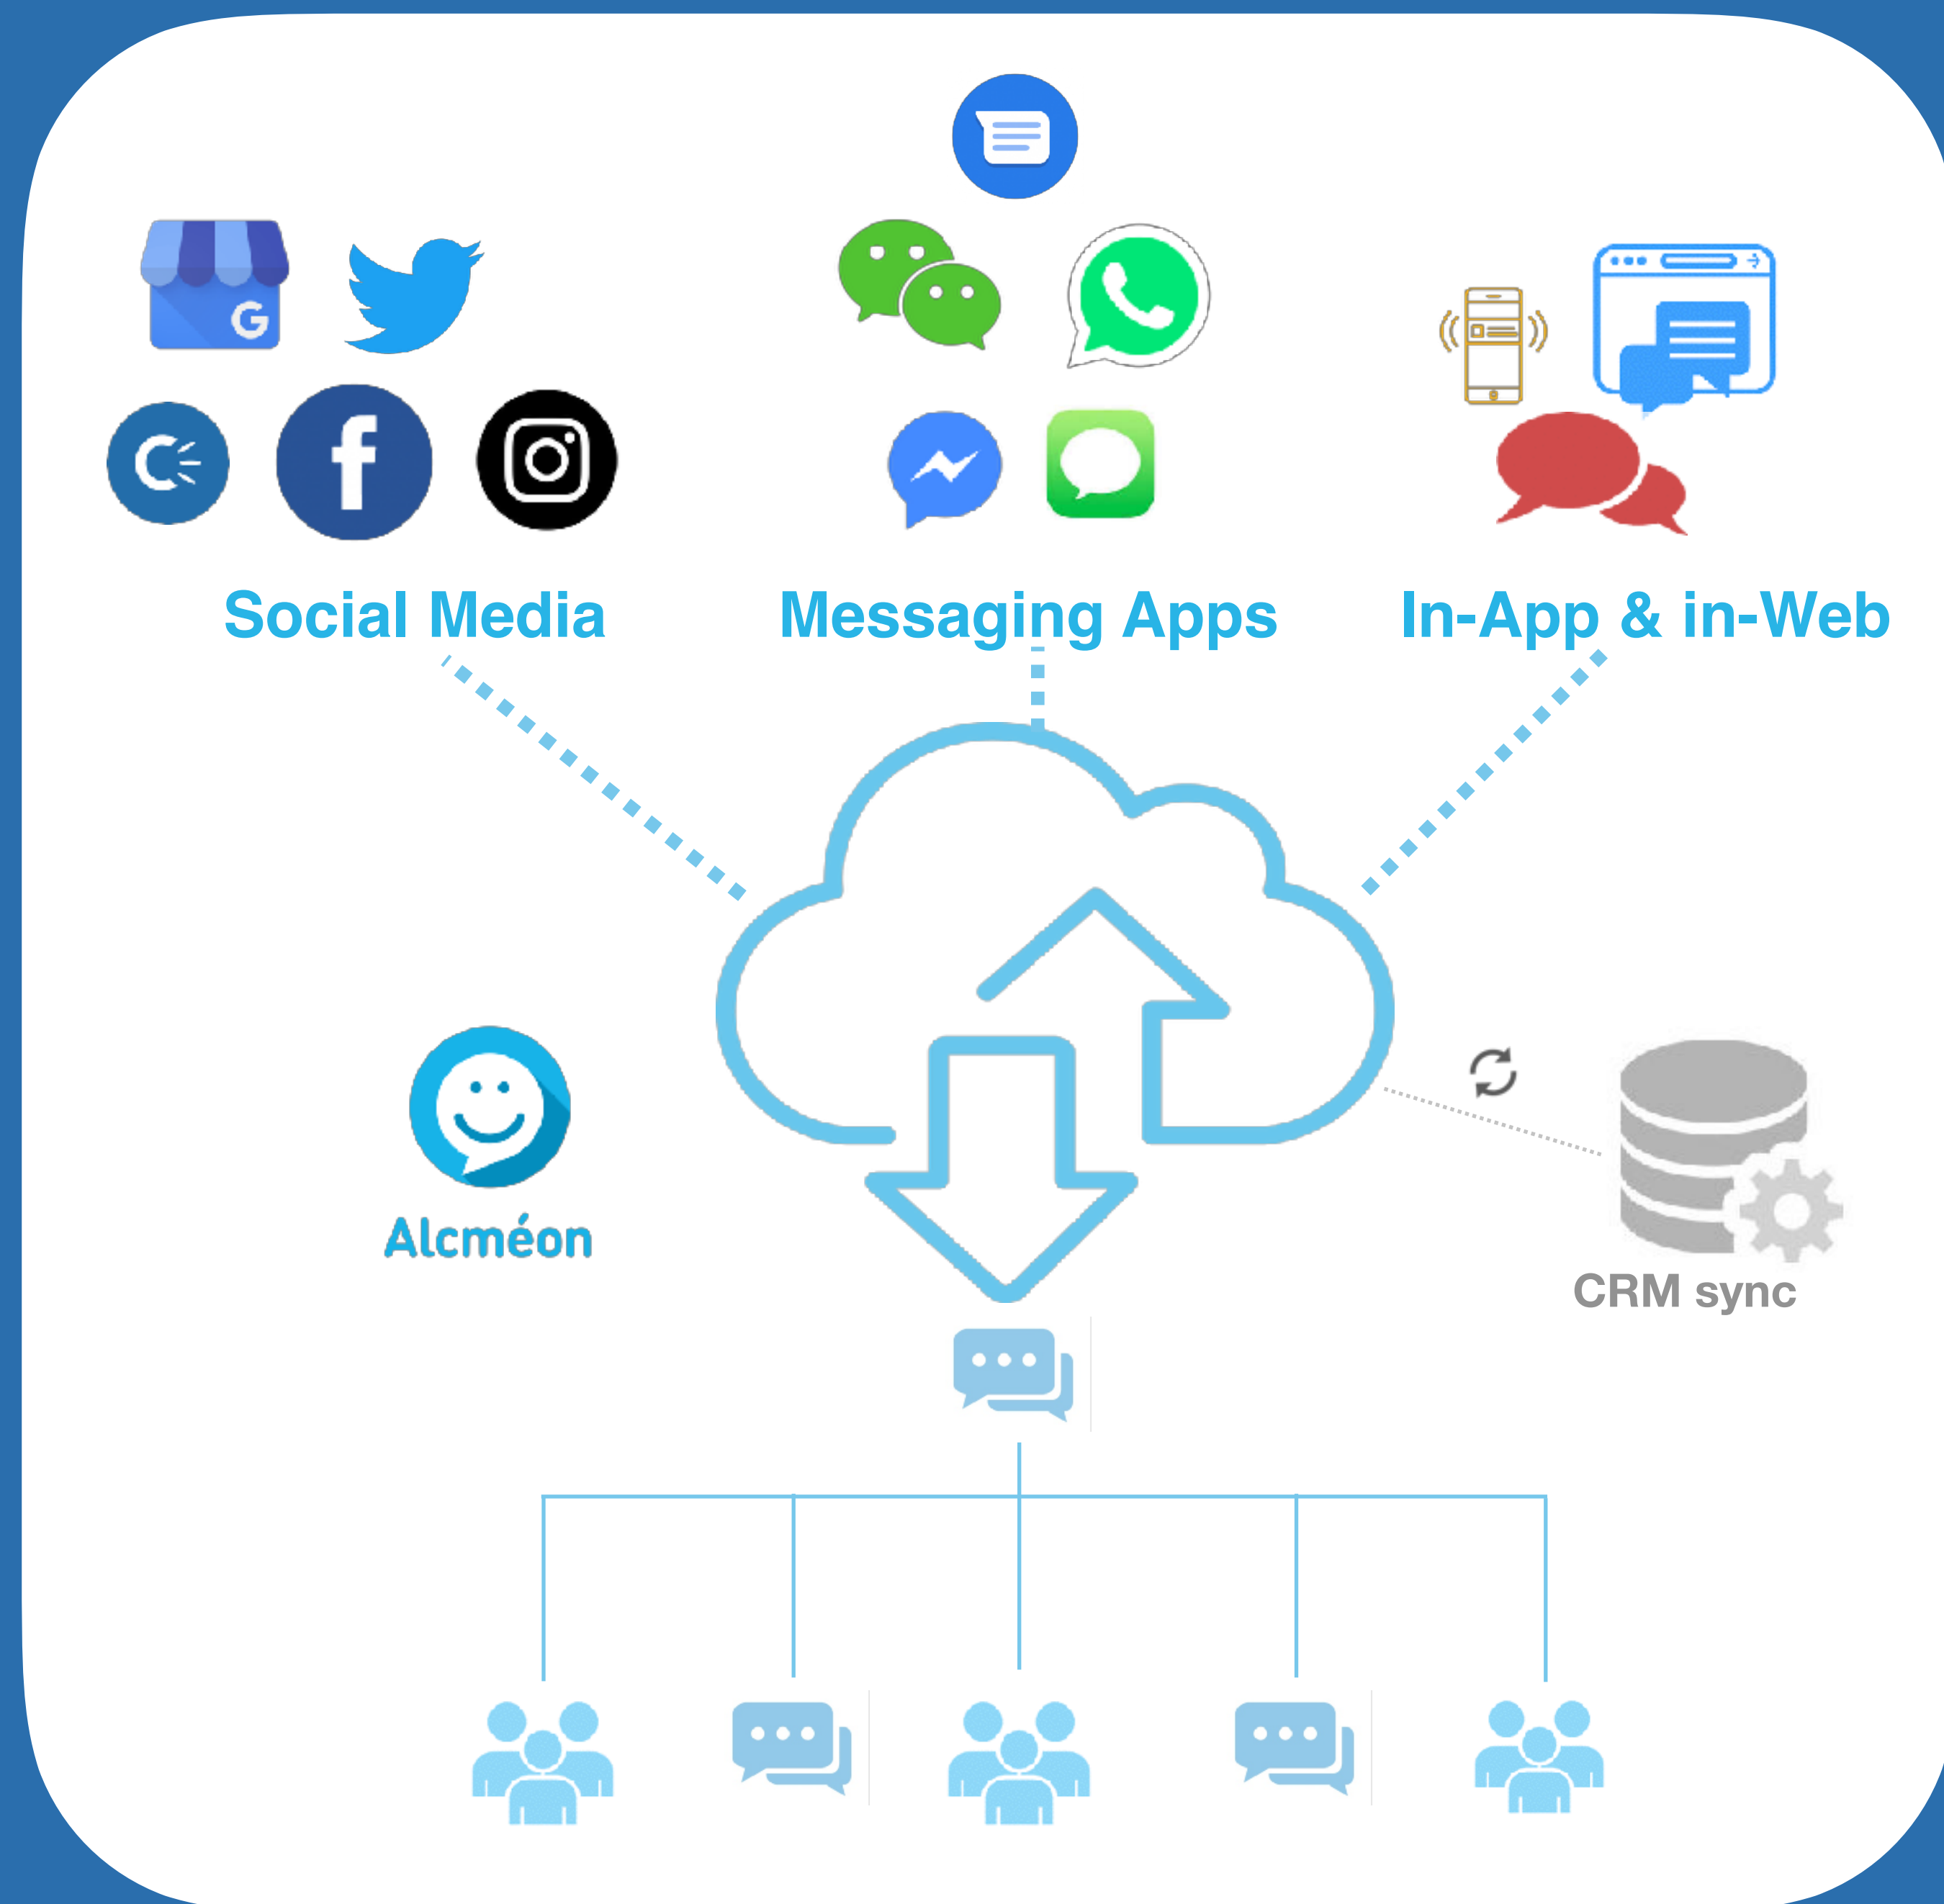 Social Media
Messaging Apps
In-App & in-Web
Alcméon
CRM sync